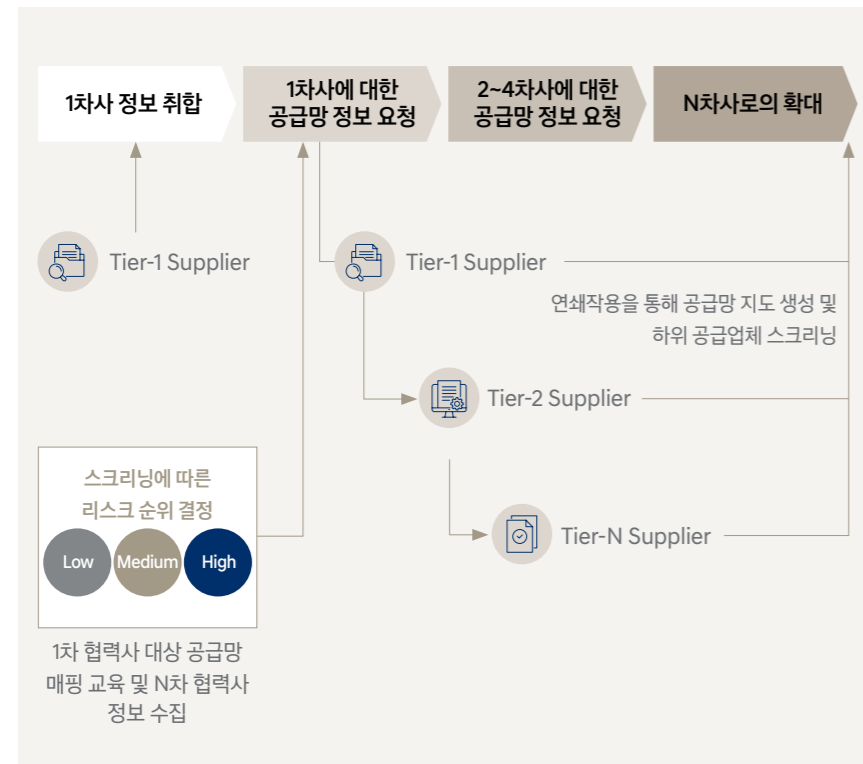 1차사 정보 취합
1차사에 대한
공급망 정보 요청
2~4차사에 대한
공급망 정보 요청
N차사로의 확대
Tier-1 Supplier
Tier-1 Supplier
연쇄작용을 통해 공급망 지도 생성 및
하위 공급업체 스크리닝
Tier-2 Supplier
스크리닝에 따른
리스크 순위 결정
Low
Medium
High
Tier-N Supplier
1차 협력사 대상 공급망
매핑 교육 및 N차 협력사
정보 수집